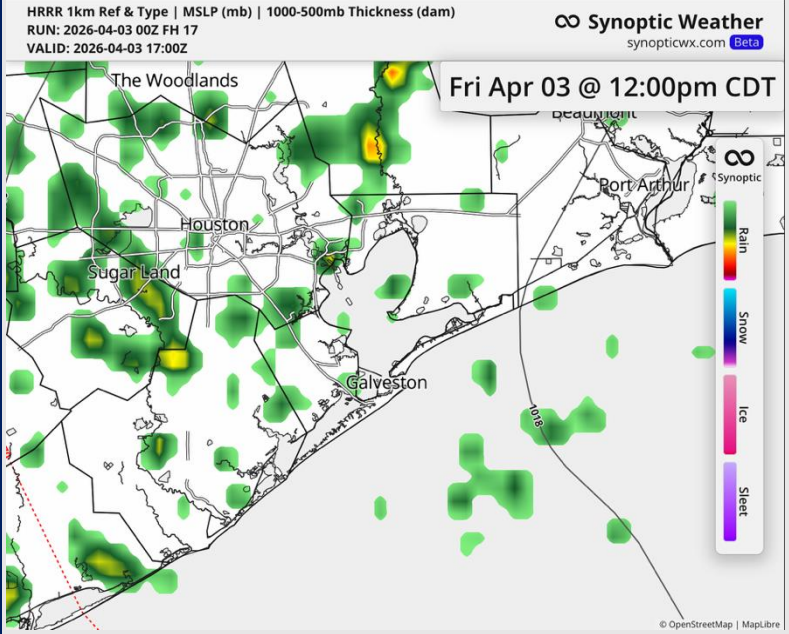 HRRR 1km Ref & Type | MSLP (mb) | 1000-500mb Thickness (dam)
RUN: 2026-04-03 00Z FH 17
VALID: 2026-04-03 17:00Z
Synoptic Weather
synopticwx.com Beta
Fri Apr 03 @ 12:00pm CDT
The Woodlands
Beaumont
Synoptic
Port Arthur
Houston
Rain
Sugar Land
Snow
Galveston
1018
Ice
Sleet
© OpenStreetMap | MapLibre